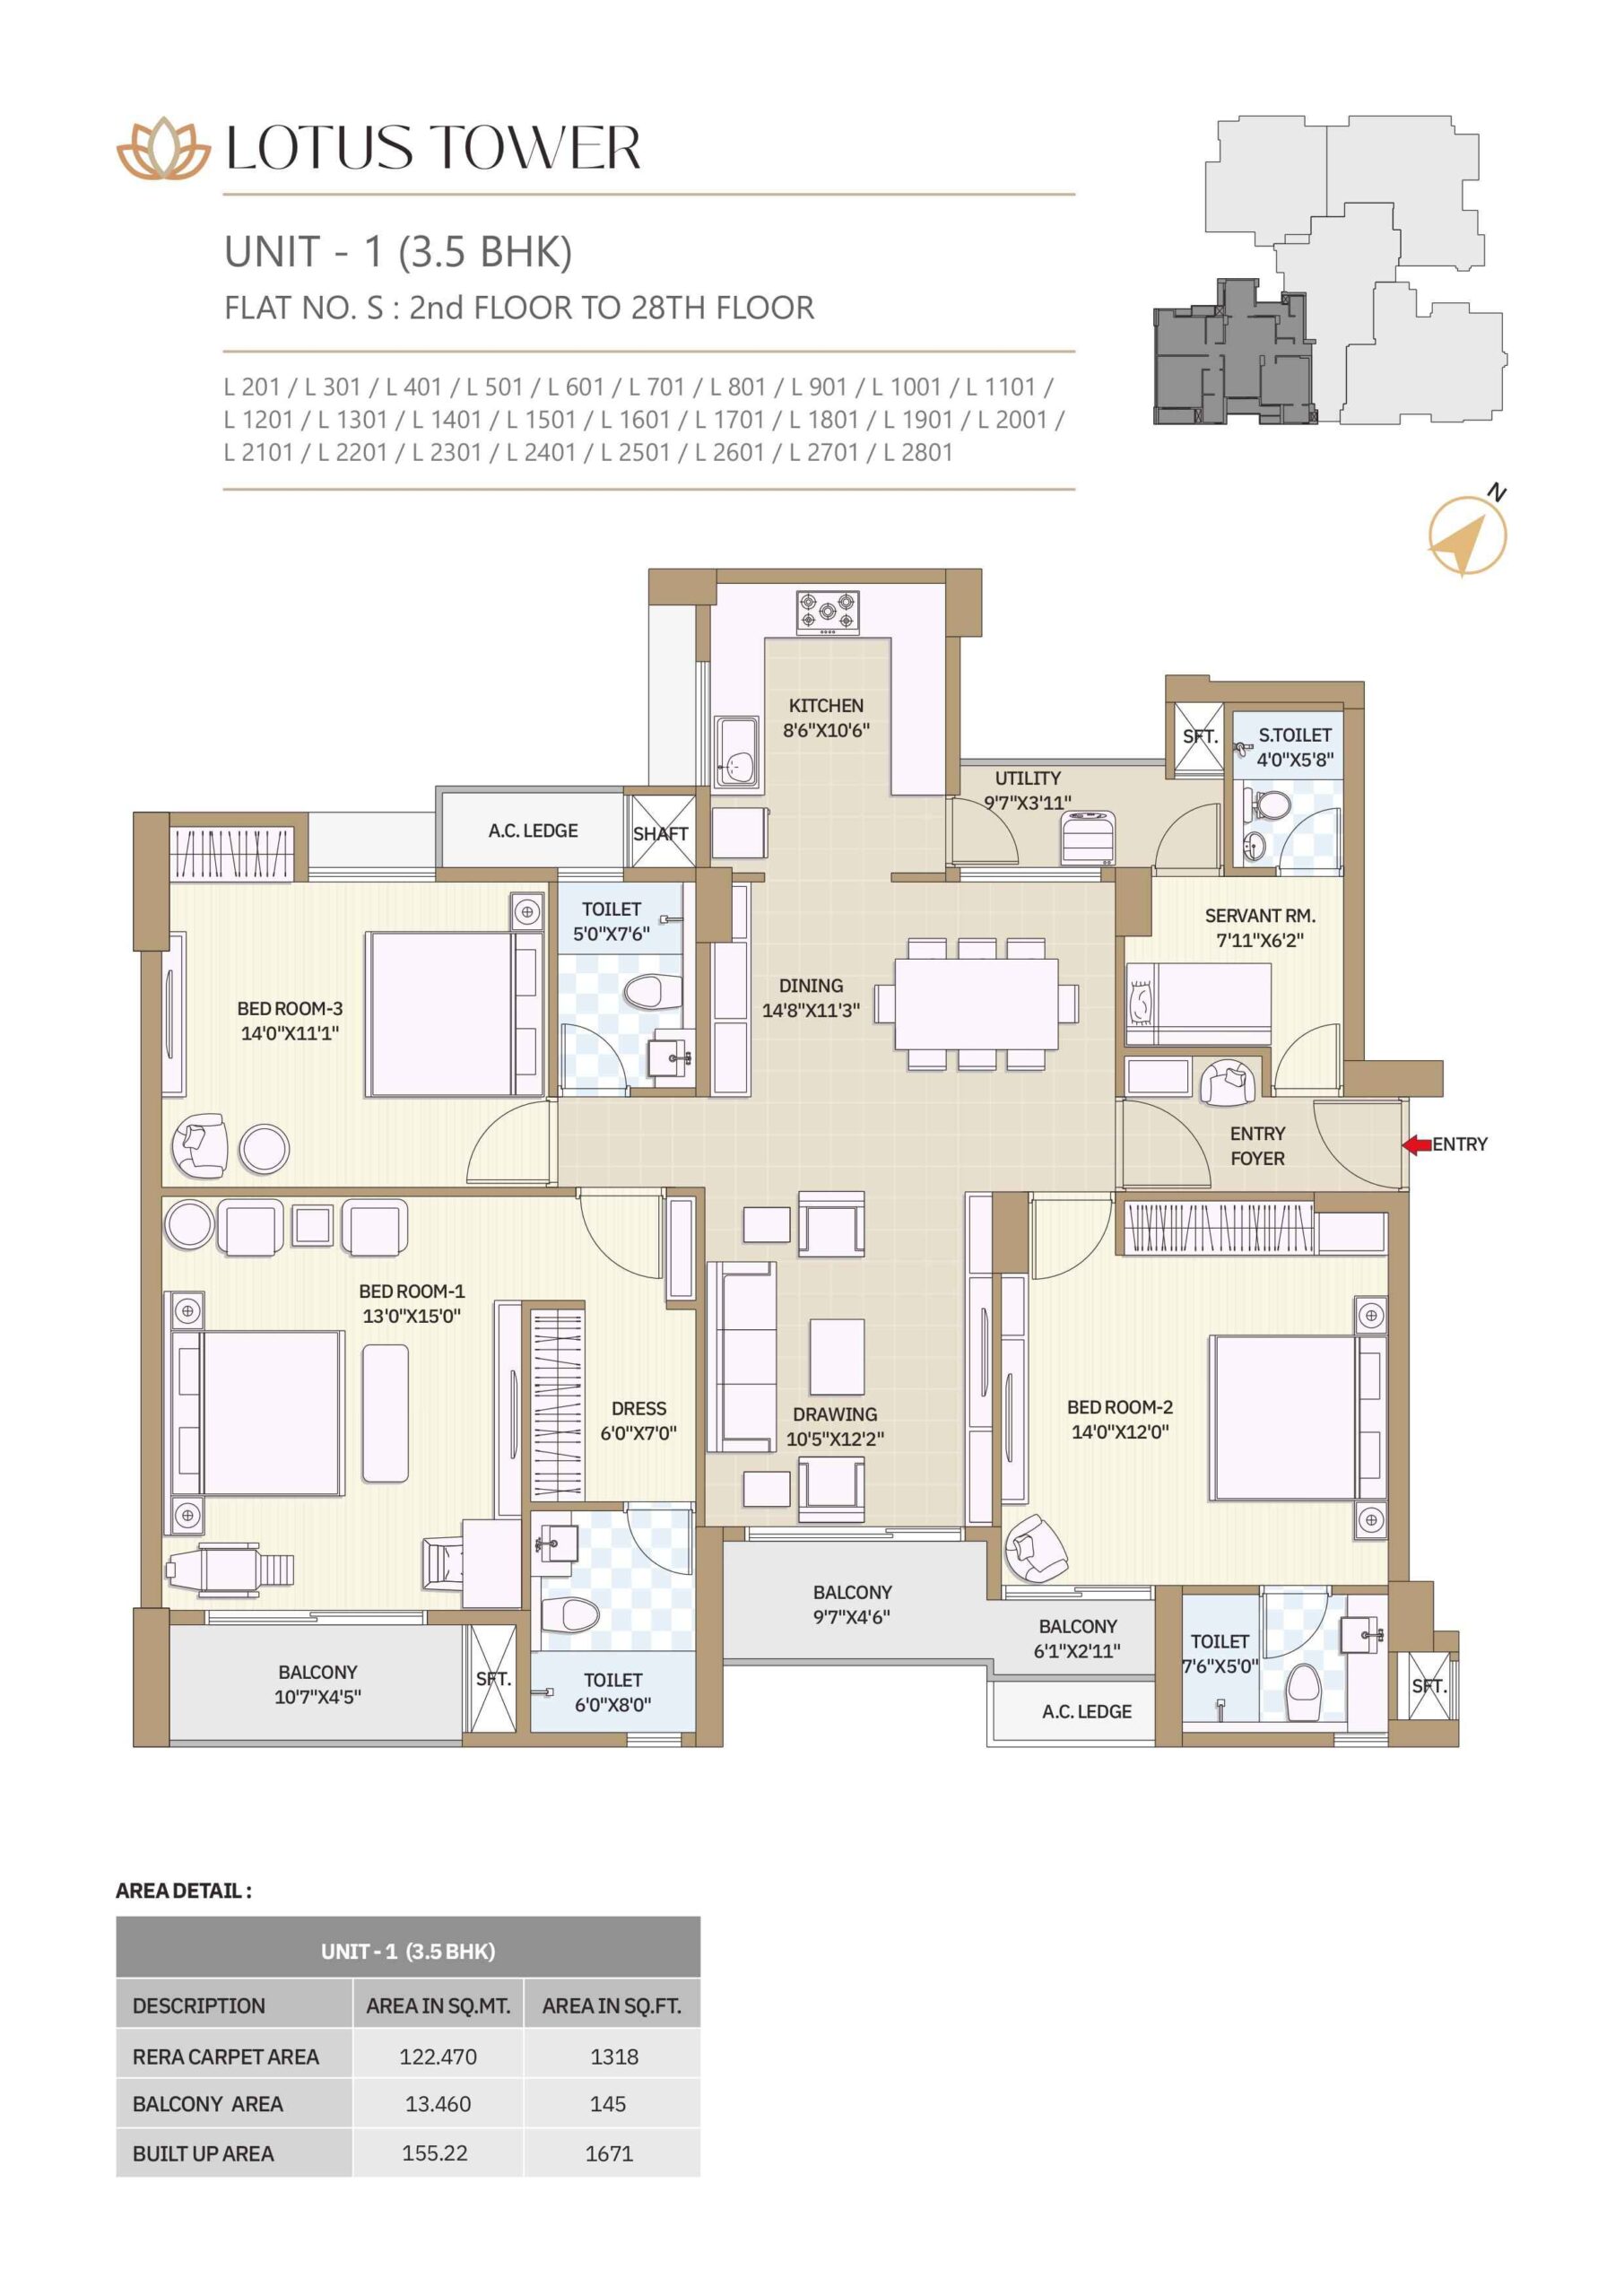 LOTUS TOWER
UNIT - 1 (3.5 BHK)
FLAT NO. S : 2nd FLOOR TO 28TH FLOOR
L 201 / L 301 / L 401 / L 501 / L 601 / L 701 / L 801 / L 901 / L 1001 / L 1101 /
L 1201 / L 1301 / L 1401 / L 1501 / L 1601 / L 1701 / L 1801 / L 1901 / L 2001 /
L 2101 / L 2201 / L 2301 / L 2401 / L 2501 / L 2601 / L 2701 / L 2801
N
KITCHEN
8'6"X10'6"
SFT.
S.TOILET
4'0"X5'8"
UTILITY
9'7"X3'11"
A.C. LEDGE
SHAFT
TOILET
5'0"X7'6"
SERVANT RM.
7'11"X6'2"
BED ROOM-3
14'0"X11'1"
DINING
14'8"X11'3"
ENTRY
FOYER
ENTRY
BED ROOM-1
13'0"X15'0"
DRESS
6'0"X7'0"
DRAWING
10'5"X12'2"
BED ROOM-2
14'0"X12'0"
BALCONY
9'7"X4'6"
BALCONY
6'1"X2'11"
TOILET
7'6"X5'0"
BALCONY
10'7"X4'5"
SFT.
TOILET
6'0"X8'0"
A.C. LEDGE
SFT.
AREA DETAIL :
UNIT - 1 (3.5 BHK)
DESCRIPTION AREA IN SQ.MT. AREA IN SQ.FT.
RERA CARPET AREA 122.470 1318
BALCONY AREA 13.460 145
BUILT UP AREA 155.22 1671